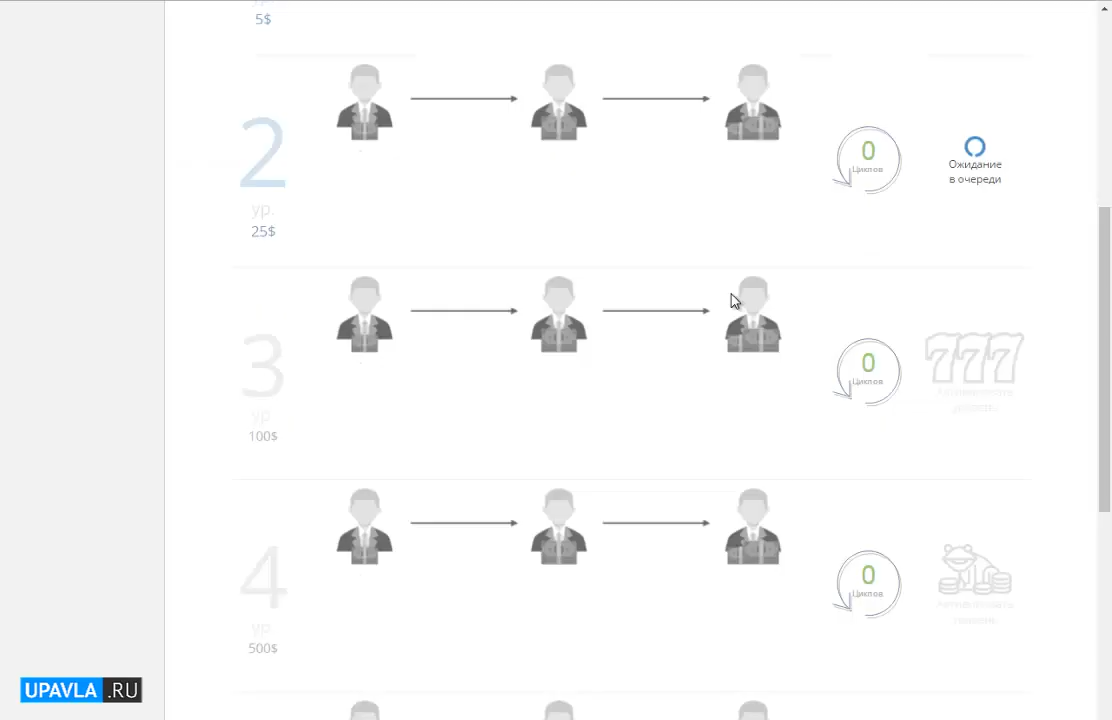 5$
2
ур.
25$
0
Циклов
Ожидание
в очереди
3
ур
100$
0
Циклов
777
4
ур
500$
0
Циклов
UPAVLA .RU